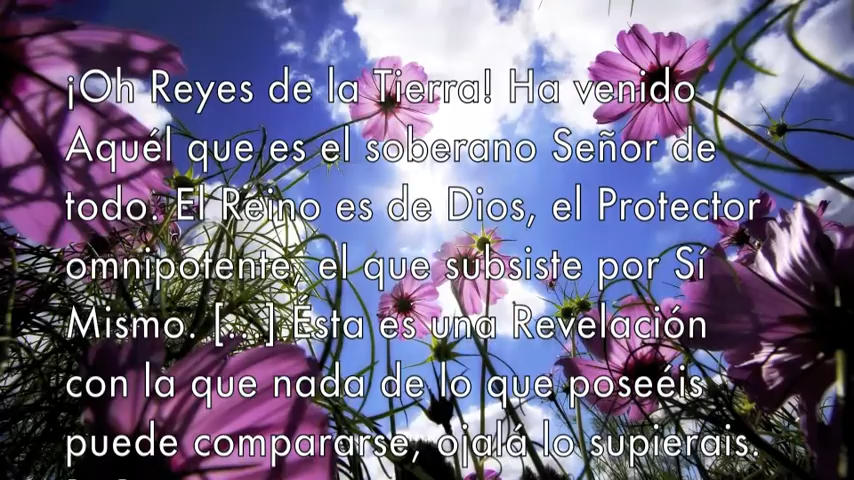 ¡Oh Reyes de la Tierra! Ha venido
Aquél que es el soberano Señor de
todo. El Reino es de Dios, el Protector
omnipotente, el que subsiste por Sí
Mismo. [...] Ésta es una Revelación
con la que nada de lo que poseéis
puede compararse, ojalá lo supierais.